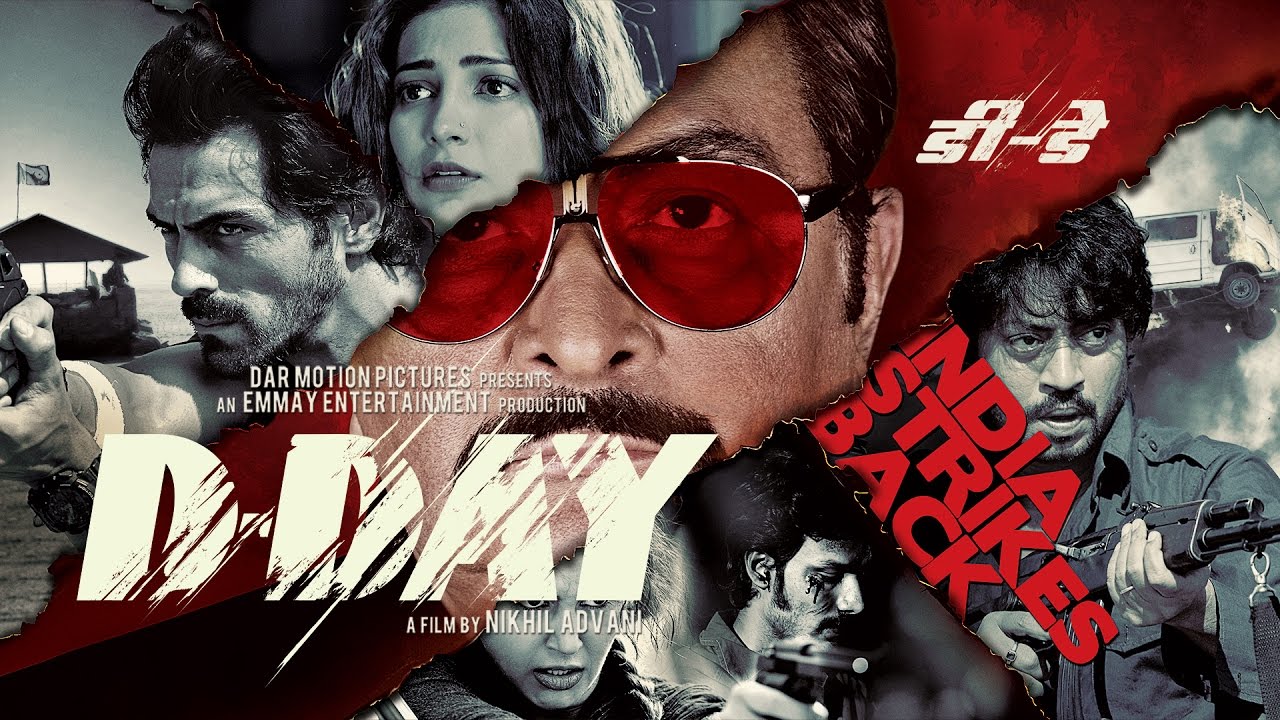 डी-डे
DAR MOTION PICTURES PRESENTS
AN EMMAY ENTERTAINMENT PRODUCTION
D-DAY
A FILM BY NIKHIL ADVANI
INDIA
STRIKES
BACK